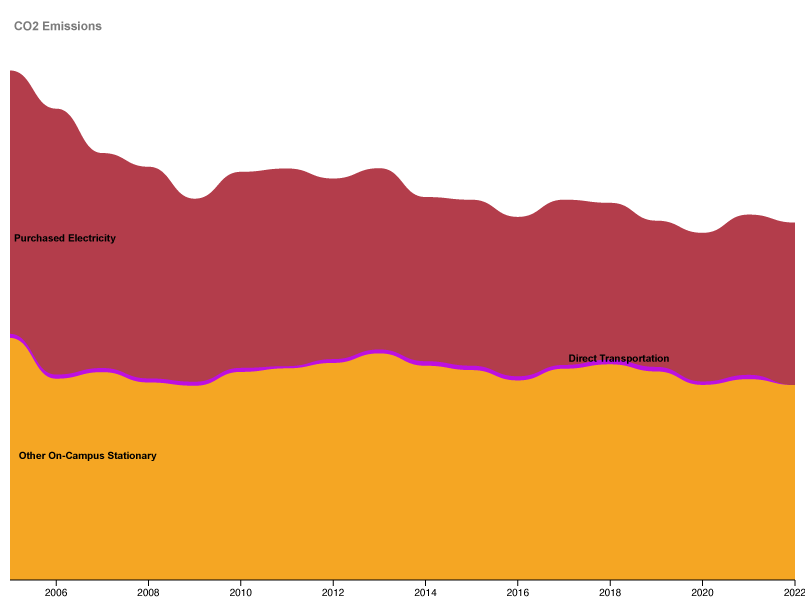 CO2 Emissions
Purchased Electricity
Direct Transportation
Other On-Campus Stationary
2006 2008 2010 2012 2014 2016 2018 2020 2022